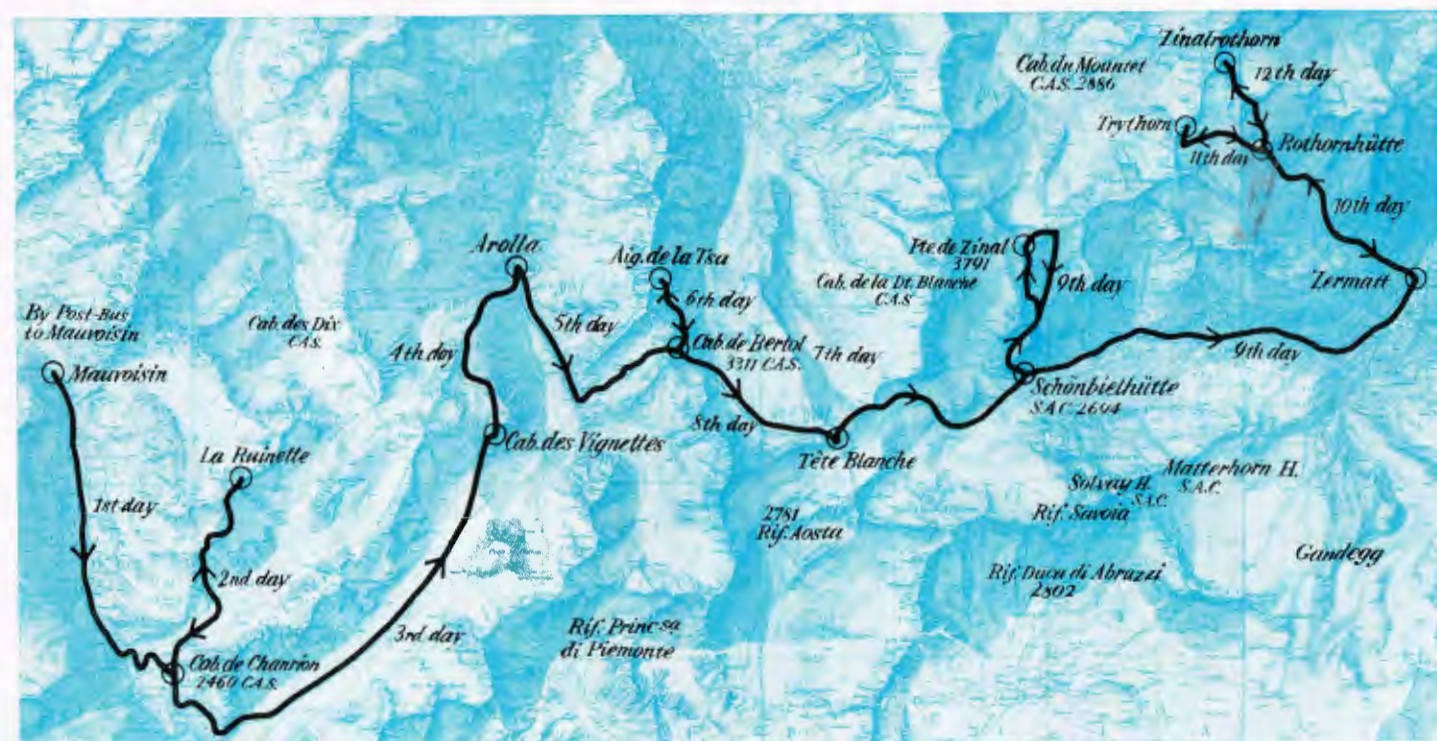 Zinalrothorn
12th day
Cab. du Mountet
C.A.S. 2886
Trythorn
11th day
Rothornhütte
10th day
Zermatt
Arolla
Aig. de la Tsa
Pte de Zinal
3791
Cab. de la Dt. Blanche
C.A.S
9th day
6th day
5th day
By Post-Bus
to Mauvoisin
Cab. des Dix
C.A.S.
4th day
Mauvoisin
Cab. de Bertol
3311 C.A.S.
7th day
9th day
Schönbielhütte
S.A.C. 2694
8th day
Tête Blanche
Cab. des Vignettes
La Ruinette
Matterhorn H.
S.A.C.
Solvay H.
S.A.C.
Rif. Savoia
2781
Rif. Aosta
1st day
Gandegg
2nd day
Rif. Duca di Abruzzi
2802
3rd day
Rif. Princsa
di Piemonte
Cab. de Chanrion
2460 C.A.S.